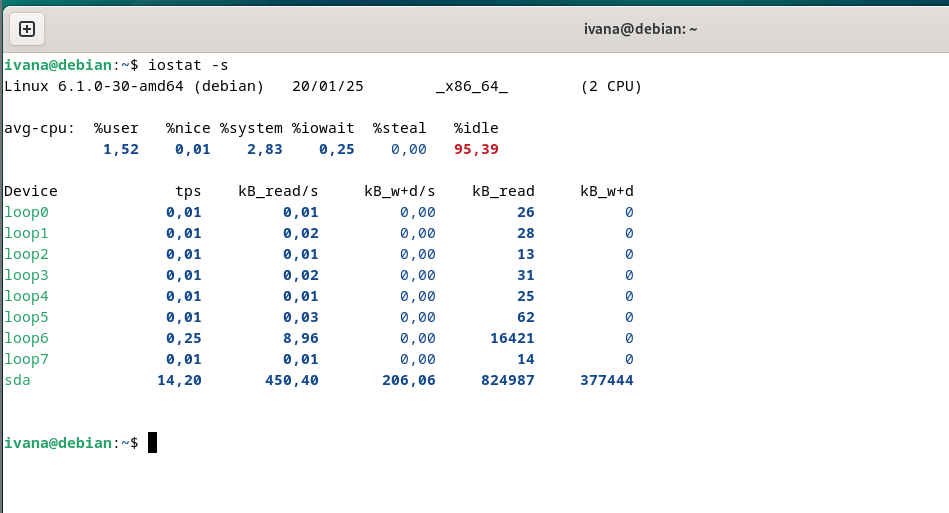 ivana@debian: ~
ivana@debian:~$ iostat -s
Linux 6.1.0-30-amd64 (debian)   20/01/25        _x86_64_        (2 CPU)
avg-cpu:  %user   %nice %system %iowait  %steal   %idle
           1,52    0,01    2,83    0,25    0,00   95,39
Device             tps    kB_read/s     kB_w+d/s    kB_read     kB_w+d
loop0             0,01         0,01         0,00         26          0
loop1             0,01         0,02         0,00         28          0
loop2             0,01         0,01         0,00         13          0
loop3             0,01         0,02         0,00         31          0
loop4             0,01         0,01         0,00         25          0
loop5             0,01         0,03         0,00         62          0
loop6             0,25         8,96         0,00      16421          0
loop7             0,01         0,01         0,00         14          0
sda              14,20       450,40       206,06     824987     377444
ivana@debian:~$